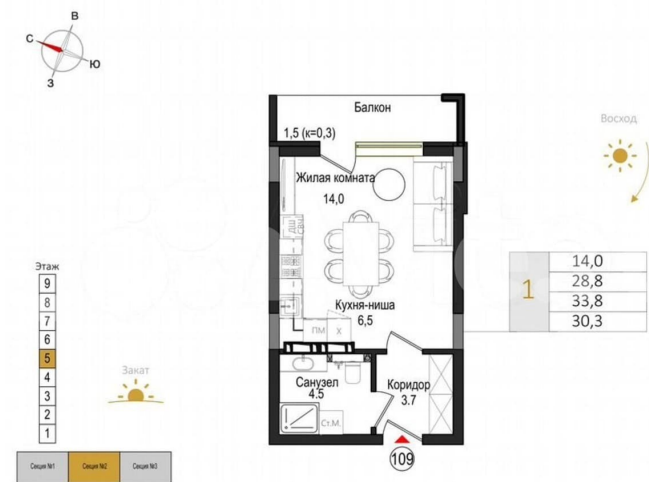 В
С
Ю
З
Балкон
1,5 (к=0,3)
Восход
Жилая комната
14,0
ДШ
СВЧ
Кухня-ниша
6,5
ПМ
Х
14,0
28,8
33,8
30,3
1
Этаж
9
8
7
6
5
4
3
2
1
Закат
Санузел
4.5
Коридор
3.7
Ст.М.
109
Секция №1
Секция №2
Секция №3